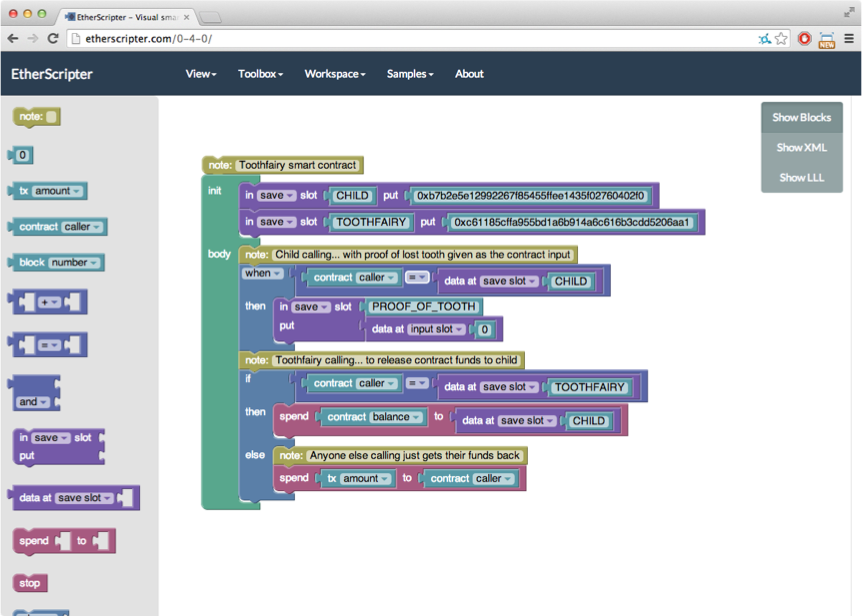 EtherScripter – Visual sma
etherscripter.com/0-4-0/
NEW
EtherScripter View Toolbox Workspace Samples About
note:
0
tx amount
contract caller
block number
+
=
and
in save slot
put
data at save slot
spend to
stop
note: Toothfairy smart contract
init in save slot CHILD put 0xb7b2e5e12992267f85455ffee1435f02760402f0
in save slot TOOTHFAIRY put 0xc61185cffa955bd1a6b914a6c616b3cdd5206aa1
body note: Child calling... with proof of lost tooth given as the contract input
when contract caller = data at save slot CHILD
then in save slot PROOF_OF_TOOTH
put data at input slot 0
note: Toothfairy calling... to release contract funds to child
if contract caller = data at save slot TOOTHFAIRY
then spend contract balance to data at save slot CHILD
else note: Anyone else calling just gets their funds back
spend tx amount to contract caller
Show Blocks
Show XML
Show LLL